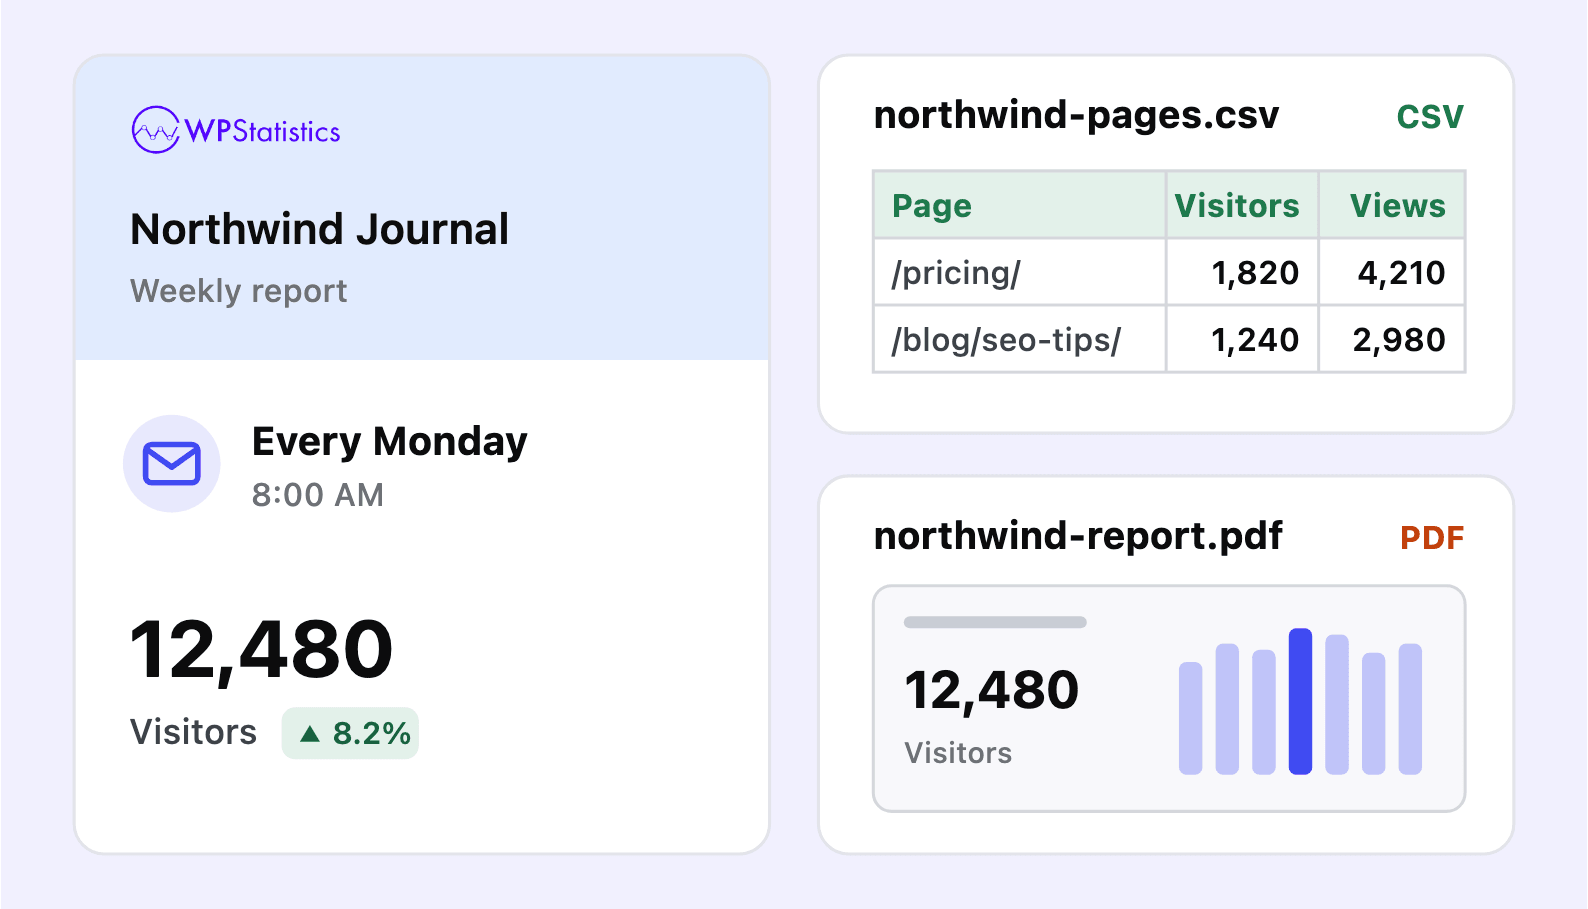 WPStatistics
Northwind Journal
Weekly report
Every Monday
8:00 AM
12,480
Visitors ▲ 8.2%
northwind-pages.csv CSV
Page Visitors Views
/pricing/ 1,820 4,210
/blog/seo-tips/ 1,240 2,980
northwind-report.pdf PDF
12,480
Visitors